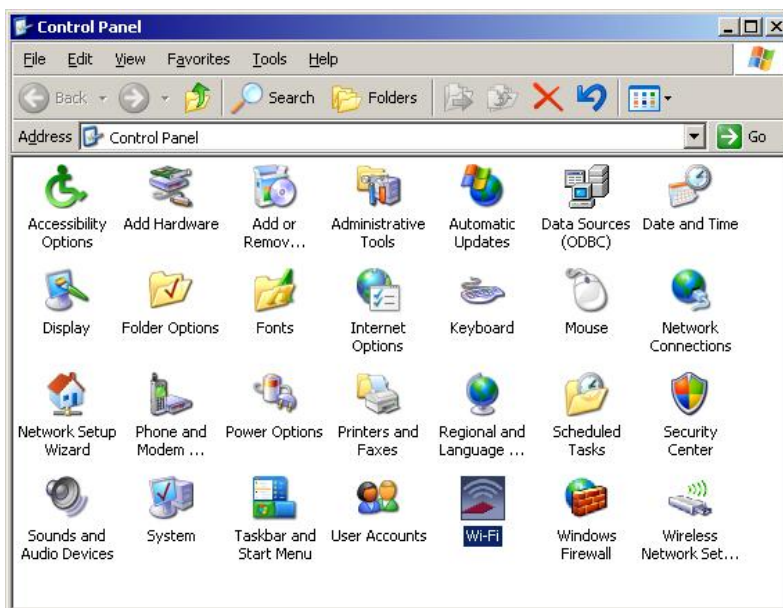 Control Panel
File Edit View Favorites Tools Help
Back Search Folders
Address Control Panel Go
Accessibility Options
Add Hardware
Add or Remov...
Administrative Tools
Automatic Updates
Data Sources (ODBC)
Date and Time
Display
Folder Options
Fonts
Internet Options
Keyboard
Mouse
Network Connections
Network Setup Wizard
Phone and Modem ...
Power Options
Printers and Faxes
Regional and Language ...
Scheduled Tasks
Security Center
Sounds and Audio Devices
System
Taskbar and Start Menu
User Accounts
Wi-Fi
Windows Firewall
Wireless Network Set...